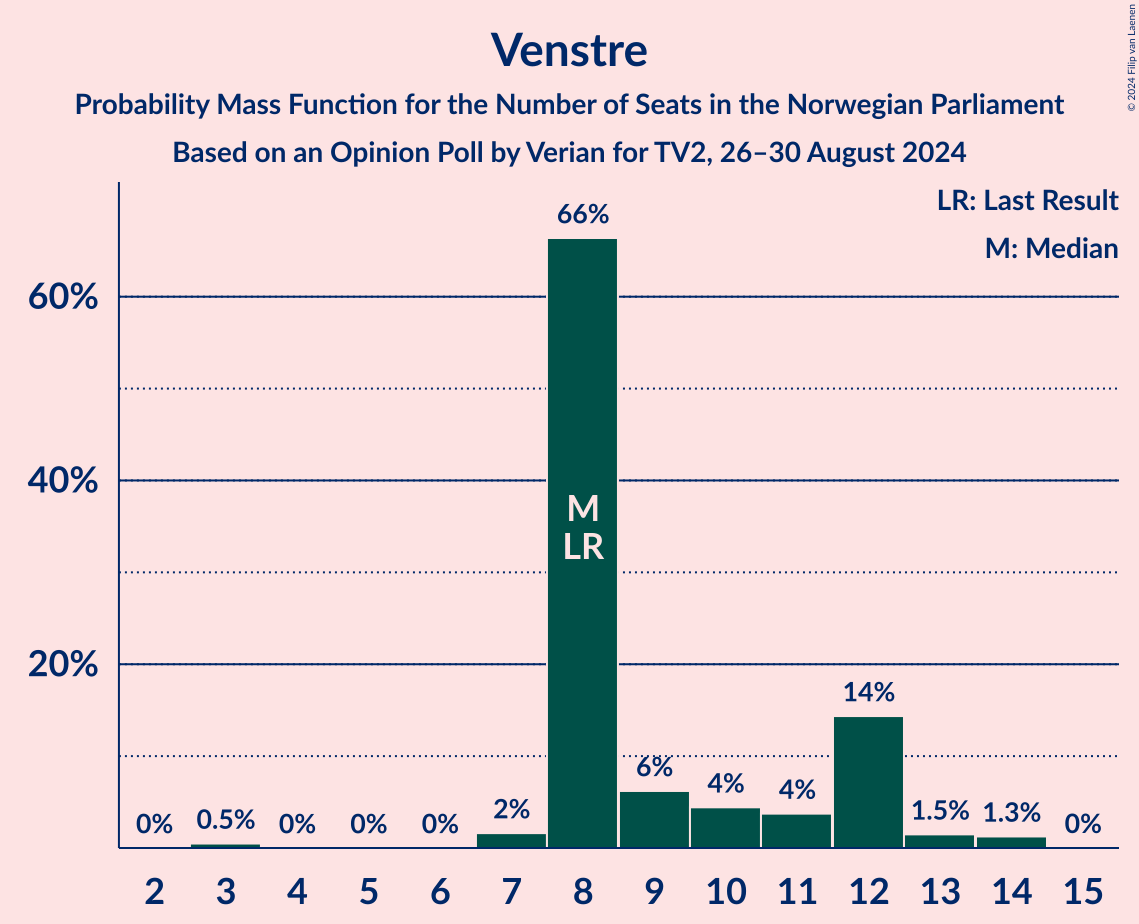 Venstre
Probability Mass Function for the Number of Seats in the Norwegian Parliament
Based on an Opinion Poll by Verian for TV2, 26–30 August 2024
© 2024 Filip van Laenen
LR: Last Result
M: Median
60%
40%
20%
0%
0.5%
0%
0%
0%
2%
66%
M
LR
6%
4%
4%
14%
1.5%
1.3%
0%
2 3 4 5 6 7 8 9 10 11 12 13 14 15